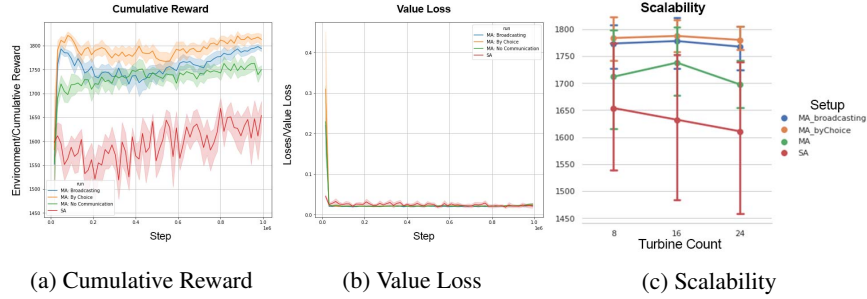 Cumulative Reward
Environment/Cumulative Reward
1800
1750
1700
1650
1600
1550
1500
1450
run
MA: Broadcasting
MA: By Choice
MA: No Communication
SA
0.0
0.2
0.4
0.6
0.8
1.0
1e6
Step
(a) Cumulative Reward
Value Loss
Loses/Value Loss
0.4
0.3
0.2
0.1
0.0
run
MA: Broadcasting
MA: By Choice
MA: No Communication
SA
0.0
0.2
0.4
0.6
0.8
1.0
1e6
Step
(b) Value Loss
Scalability
1800
1750
1700
1650
1600
1550
1500
1450
8
16
24
Turbine Count
Setup
MA_broadcasting
MA_byChoice
MA
SA
(c) Scalability